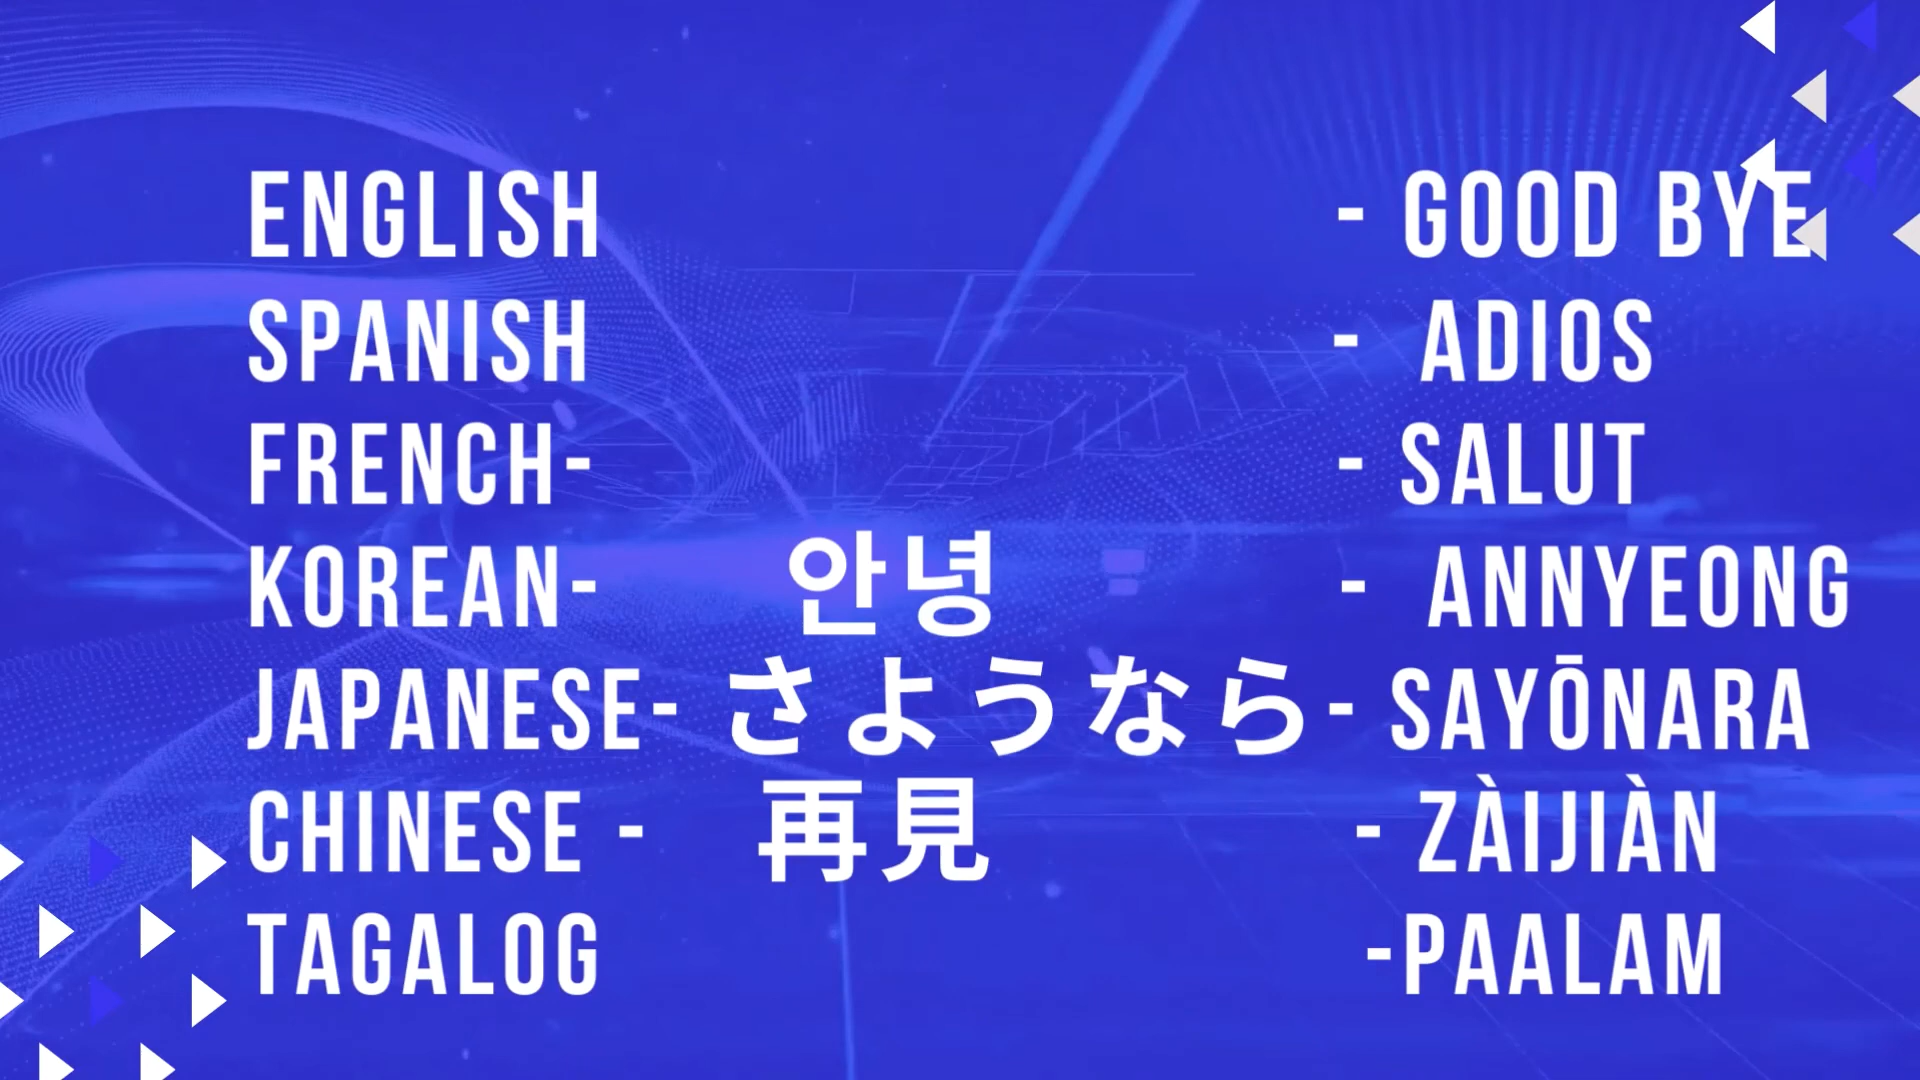 ENGLISH - GOOD BYE
SPANISH - ADIOS
FRENCH- - SALUT
KOREAN- 안녕 - ANNYEONG
JAPANESE- さようなら - SAYŌNARA
CHINESE - 再見 - ZÀIJIÀN
TAGALOG -PAALAM